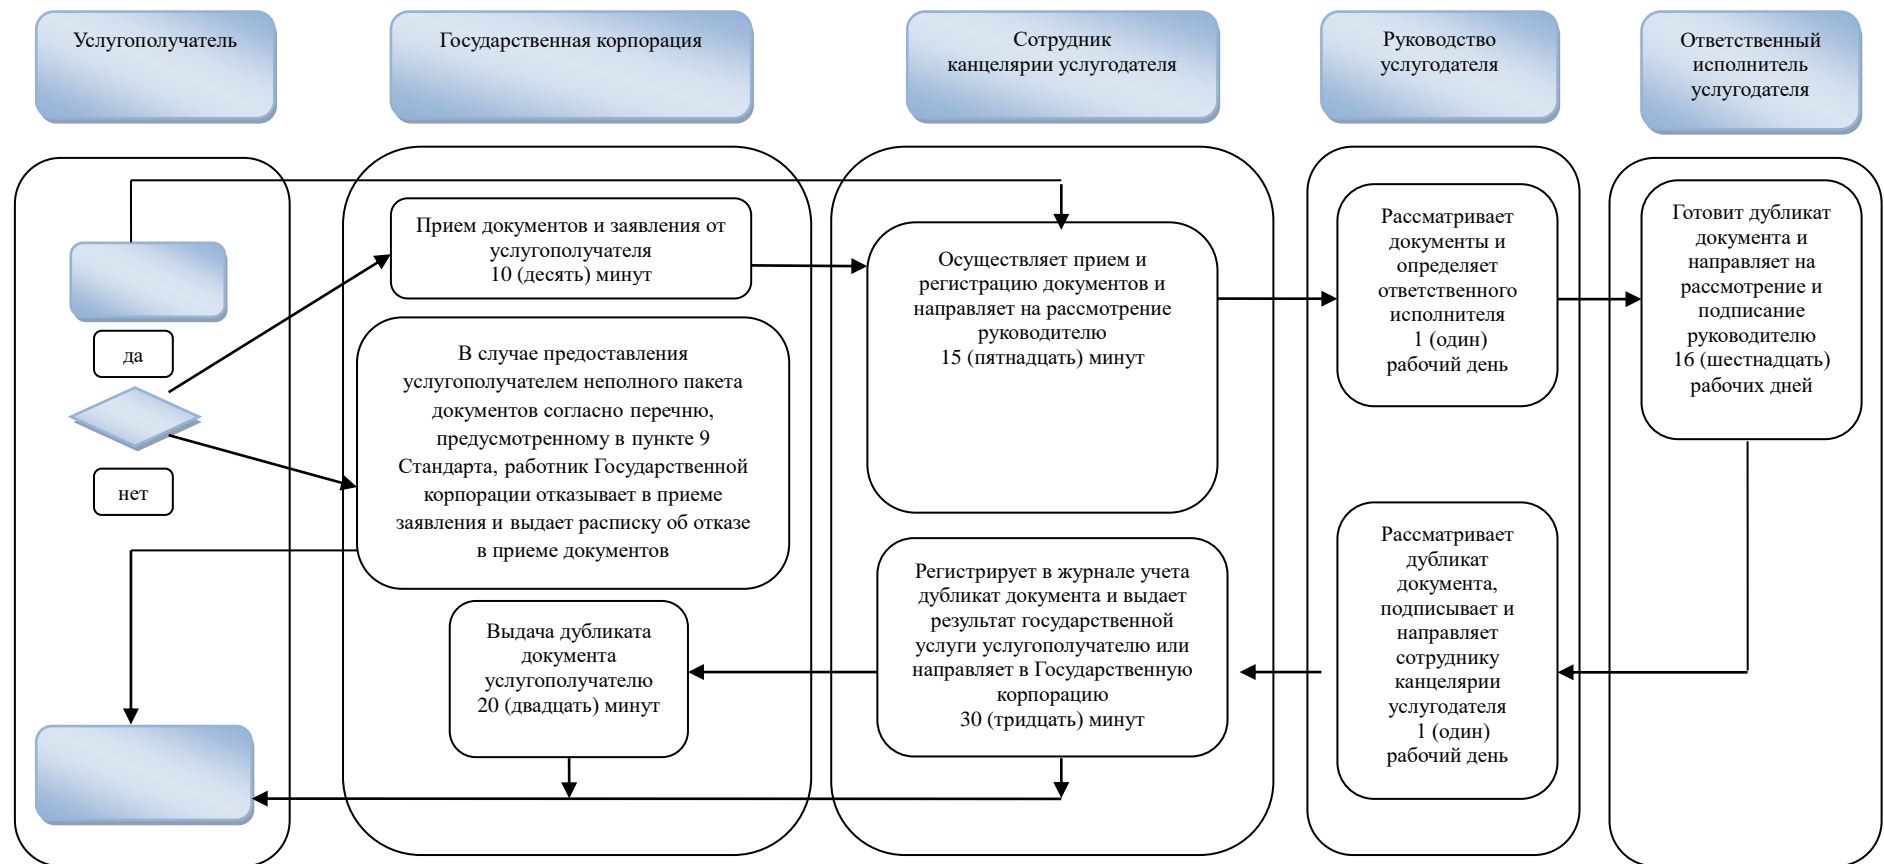 Услугополучатель
Государственная корпорация
Сотрудник
канцелярии услугодателя
Руководство
услугодателя
Ответственный
исполнитель
услугодателя
да
нет
Прием документов и заявления от
услугополучателя
10 (десять) минут
В случае предоставления
услугополучателем неполного пакета
документов согласно перечню,
предусмотренному в пункте 9
Стандарта, работник Государственной
корпорации отказывает в приеме
заявления и выдает расписку об отказе
в приеме документов
Выдача дубликата
документа
услугополучателю
20 (двадцать) минут
Осуществляет прием и
регистрацию документов и
направляет на рассмотрение
руководителю
15 (пятнадцать) минут
Регистрирует в журнале учета
дубликат документа и выдает
результат государственной
услуги услугополучателю или
направляет в Государственную
корпорацию
30 (тридцать) минут
Рассматривает
документы и
определяет
ответственного
исполнителя
1 (один)
рабочий день
Рассматривает
дубликат
документа,
подписывает и
направляет
сотруднику
канцелярии
услугодателя
1 (один)
рабочий день
Готовит дубликат
документа и
направляет на
рассмотрение и
подписание
руководителю
16 (шестнадцать)
рабочих дней